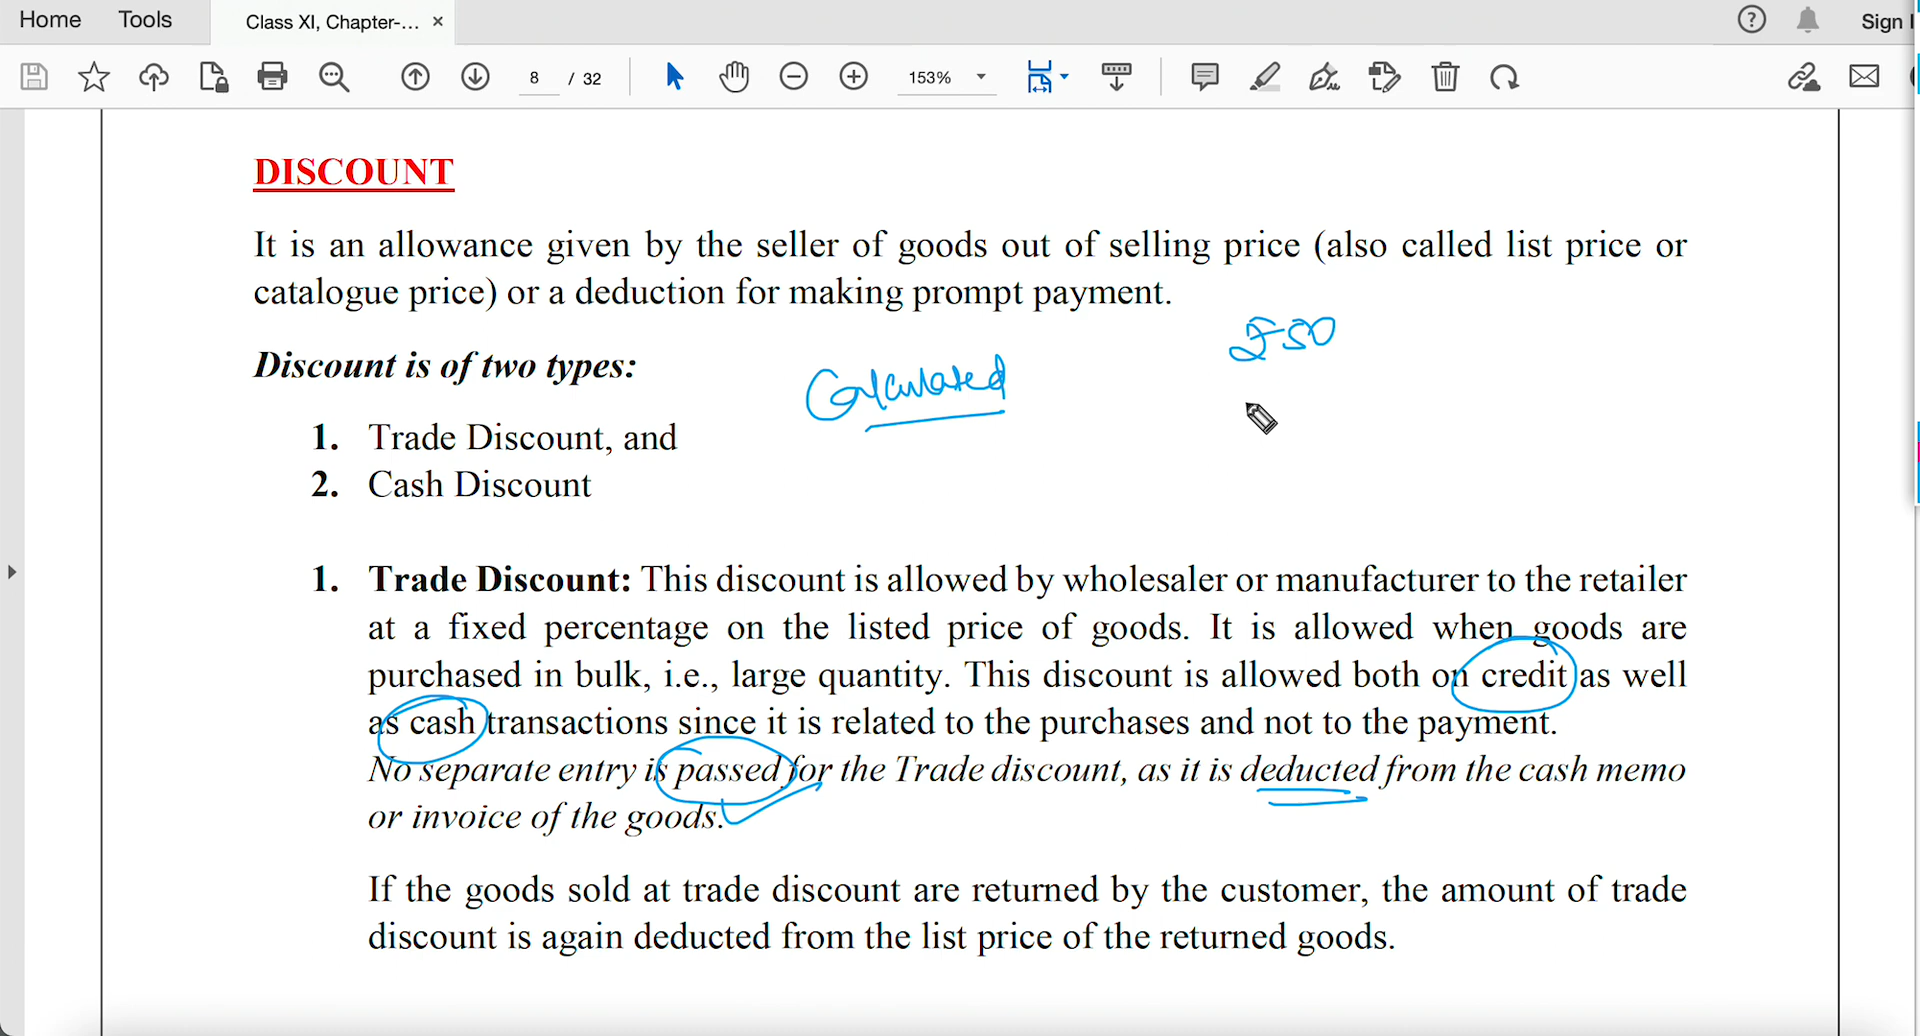 Home Tools Class XI, Chapter-... × Sign I
8 / 32 153%
DISCOUNT
It is an allowance given by the seller of goods out of selling price (also called list price or
catalogue price) or a deduction for making prompt payment.
₹50
Discount is of two types:
Calculated
1. Trade Discount, and
2. Cash Discount
1. Trade Discount: This discount is allowed by wholesaler or manufacturer to the retailer
at a fixed percentage on the listed price of goods. It is allowed when goods are
purchased in bulk, i.e., large quantity. This discount is allowed both on credit as well
as cash transactions since it is related to the purchases and not to the payment.
No separate entry is passed for the Trade discount, as it is deducted from the cash memo
or invoice of the goods.
If the goods sold at trade discount are returned by the customer, the amount of trade
discount is again deducted from the list price of the returned goods.